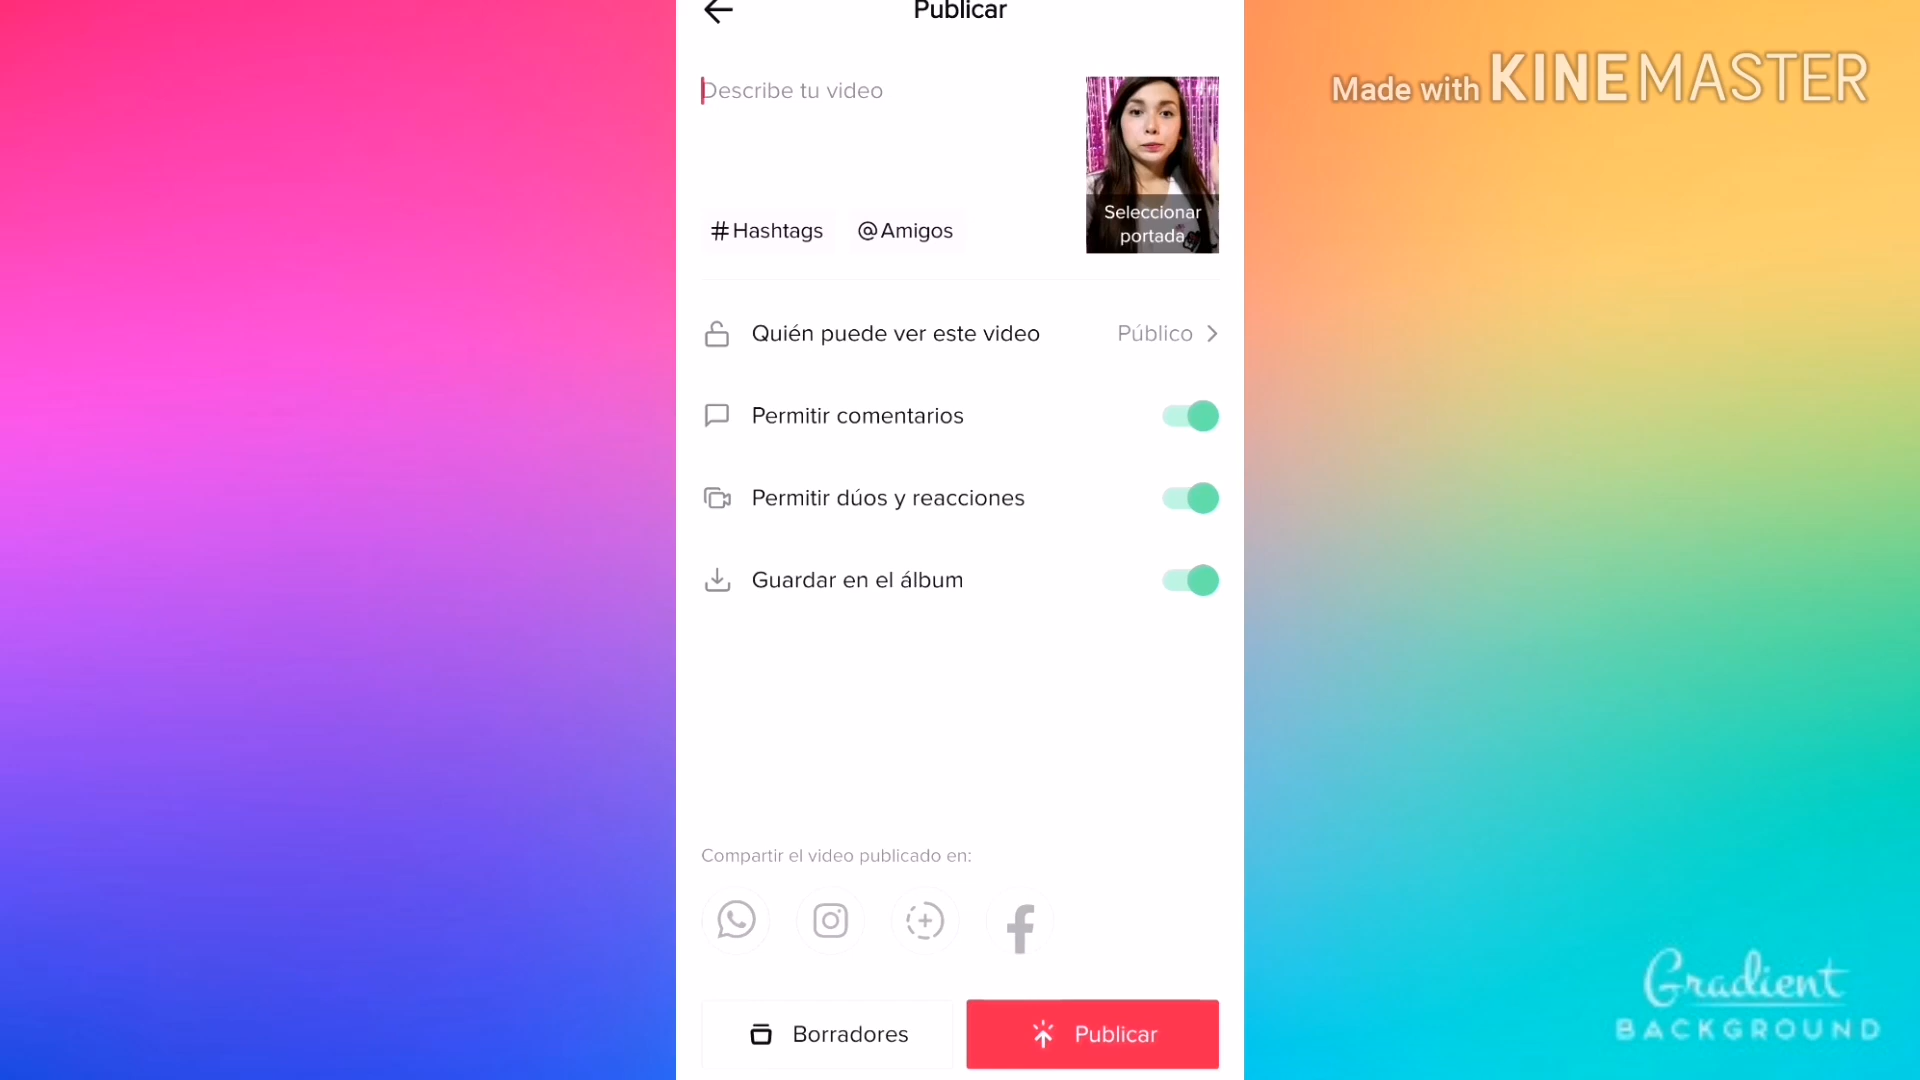 Publicar
Made with KINEMASTER
Describe tu video
Seleccionar
portada
#Hashtags
@Amigos
Quién puede ver este video
Público
Permitir comentarios
Permitir dúos y reacciones
Guardar en el álbum
Compartir el video publicado en:
Borradores
Publicar
Gradient
BACKGROUND